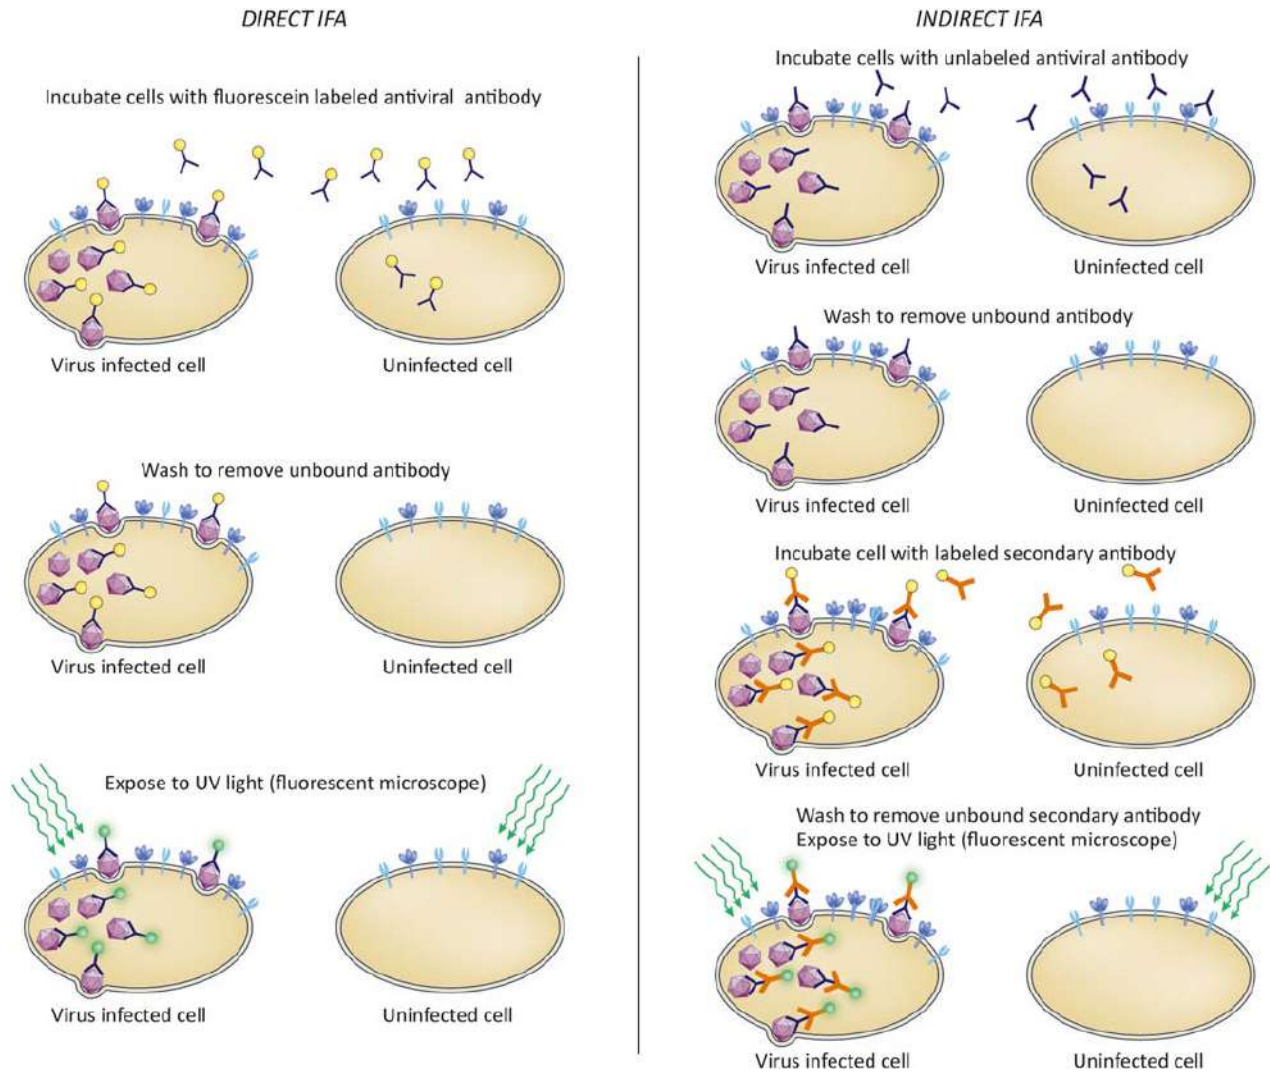 DIRECT IFA
Incubate cells with fluorescein labeled antiviral antibody
Virus infected cell
Uninfected cell
Wash to remove unbound antibody
Virus infected cell
Uninfected cell
Expose to UV light (fluorescent microscope)
Virus infected cell
Uninfected cell
INDIRECT IFA
Incubate cells with unlabeled antiviral antibody
Virus infected cell
Uninfected cell
Wash to remove unbound antibody
Virus infected cell
Uninfected cell
Incubate cell with labeled secondary antibody
Virus infected cell
Uninfected cell
Wash to remove unbound secondary antibody
Expose to UV light (fluorescent microscope)
Virus infected cell
Uninfected cell